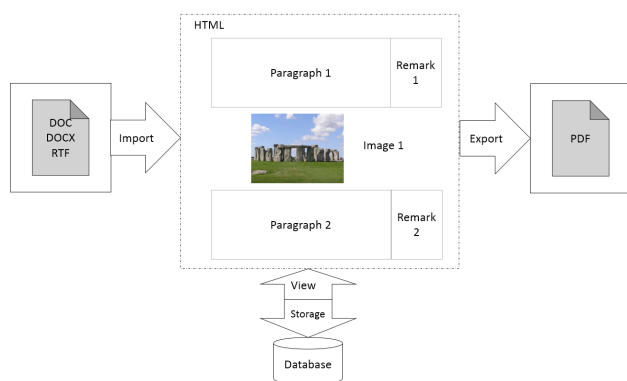 HTML
Paragraph 1
Remark
1
DOC
DOCX
RTF
Import
Image 1
Export
PDF
Paragraph 2
Remark
2
View
Storage
Database